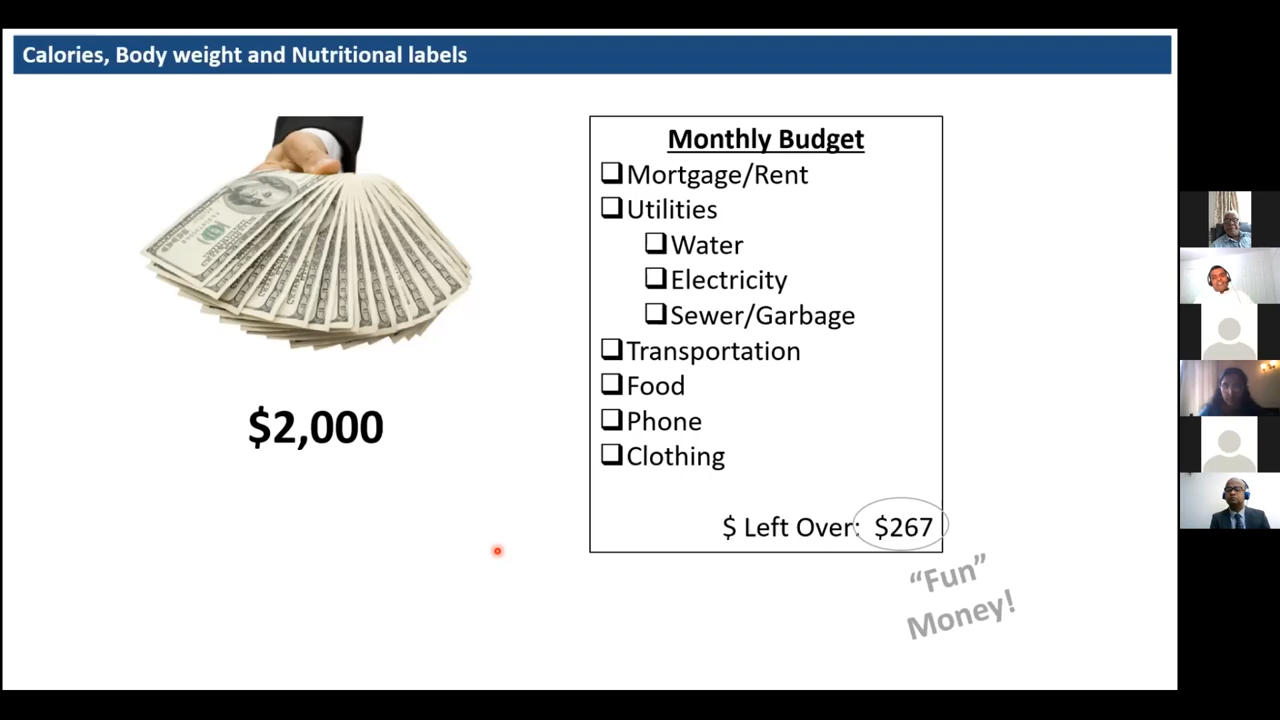 Calories, Body weight and Nutritional labels
$2,000
Monthly Budget
Mortgage/Rent
Utilities
Water
Electricity
Sewer/Garbage
Transportation
Food
Phone
Clothing
$ Left Over: $267
“Fun”
Money!